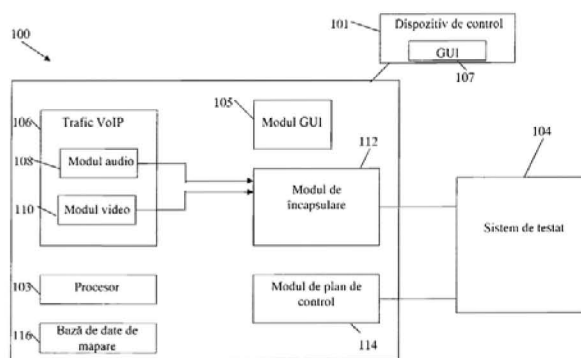 100
101
Dispozitiv de control
GUI
107
106
Trafic VoIP
108
Modul audio
110
Modul video
105
Modul GUI
112
Modul de
încapsulare
104
Sistem de testat
103
Procesor
116
Bază de date de
mapare
Modul de plan de
control
114